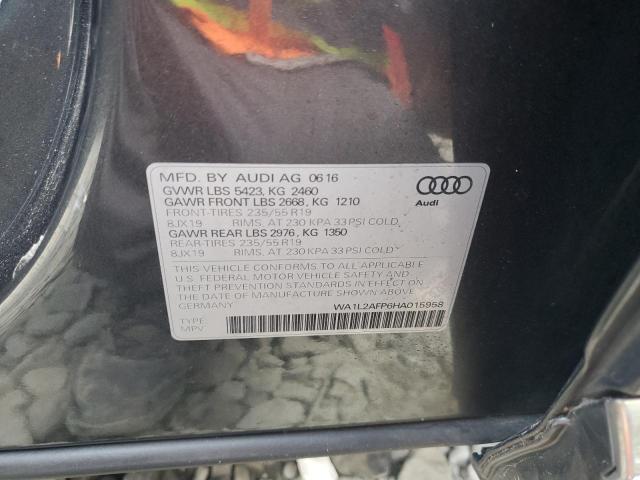 MFD. BY AUDI AG 06 16
GVWR LBS 5423, KG 2460
GAWR FRONT LBS 2668, KG 1210
FRONT-TIRES 235/55 R19
8JX19 RIMS. AT 230 KPA 33 PSI COLD
GAWR REAR LBS 2976, KG 1350
REAR-TIRES 235/55 R19
8JX19 RIMS. AT 230 KPA 33 PSI COLD
THIS VEHICLE CONFORMS TO ALL APPLICABLE
U.S. FEDERAL MOTOR VEHICLE SAFETY AND
THEFT PREVENTION STANDARDS IN EFFECT ON
THE DATE OF MANUFACTURE SHOWN ABOVE.
GERMANY
WA1L2AFP6HA015958
TYPE:
MPV
Audi